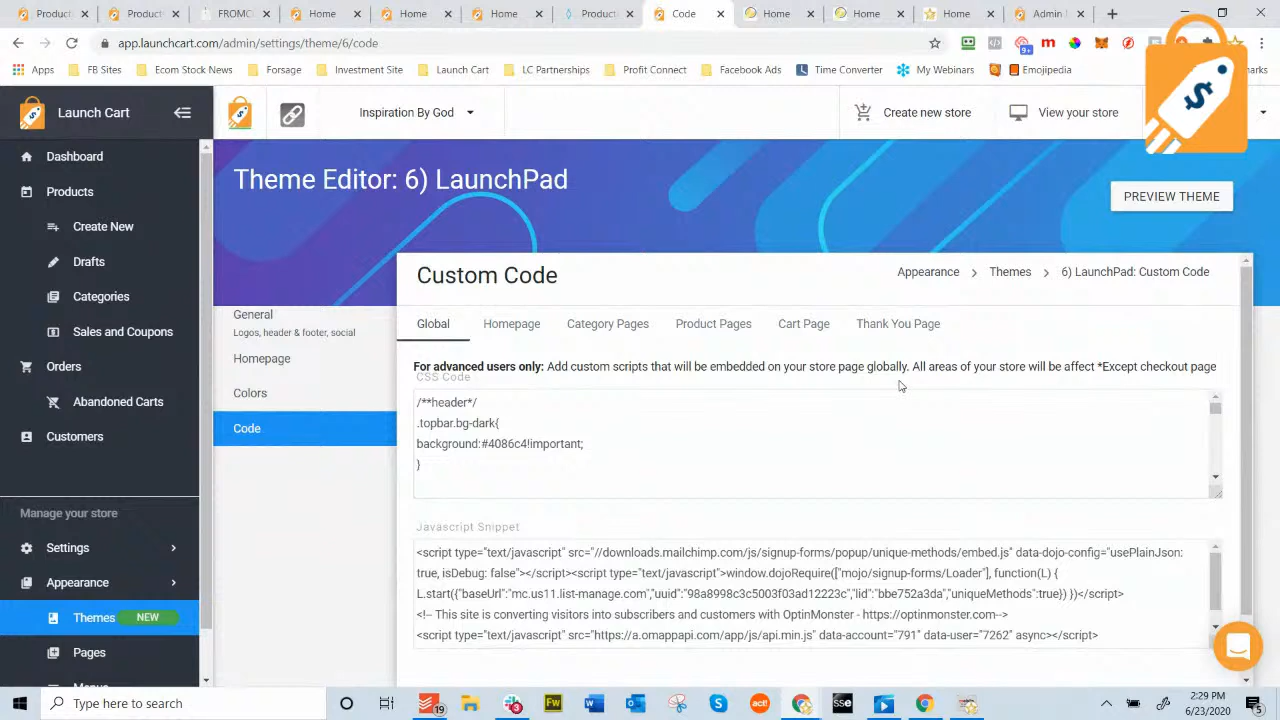 Product
Product
FROMC
Home
Home
Home
Product
Code
Home
Home
Home
Admin
app.launchcart.com/admin/settings/theme/6/code
9+
Apps
FB Sites
Ecom Stock News
Forsage
Investment Site
Launch Cart
LC Partnerships
Profit Connect
Facebook Ads
Time Converter
My Webinars
Emojipedia
Launch Cart
Inspiration By God
Create new store
View your store
Dashboard
Products
Create New
Drafts
Categories
Sales and Coupons
Orders
Abandoned Carts
Customers
Manage your store
Settings
Appearance
Themes NEW
Pages
Menus
Theme Editor: 6) LaunchPad
PREVIEW THEME
General
Logos, header & footer, social
Homepage
Colors
Code
Custom Code
Appearance > Themes > 6) LaunchPad: Custom Code
Global
Homepage
Category Pages
Product Pages
Cart Page
Thank You Page
For advanced users only: Add custom scripts that will be embedded on your store page globally. All areas of your store will be affect *Except checkout page
CSS Code
/**header*/
.topbar.bg-dark{
background:#4086c4!important;
}
Javascript Snippet
<script type="text/javascript" src="//downloads.mailchimp.com/js/signup-forms/popup/unique-methods/embed.js" data-dojo-config="usePlainJson:
true, isDebug: false"></script><script type="text/javascript">window.dojoRequire(["mojo/signup-forms/Loader"], function(L) {
L.start({"baseUrl":"mc.us11.list-manage.com","uuid":"98a8998c3c5003f03ad12223c","lid":"bbe752a3da","uniqueMethods":true}) })</script>
<!-- This site is converting visitors into subscribers and customers with OptinMonster - https://optinmonster.com-->
<script type="text/javascript" src="https://a.omappapi.com/app/js/api.min.js" data-account="791" data-user="7262" async></script>
Type here to search
19
3
Fw
act!
SSe
2:29 PM
6/23/2020
5